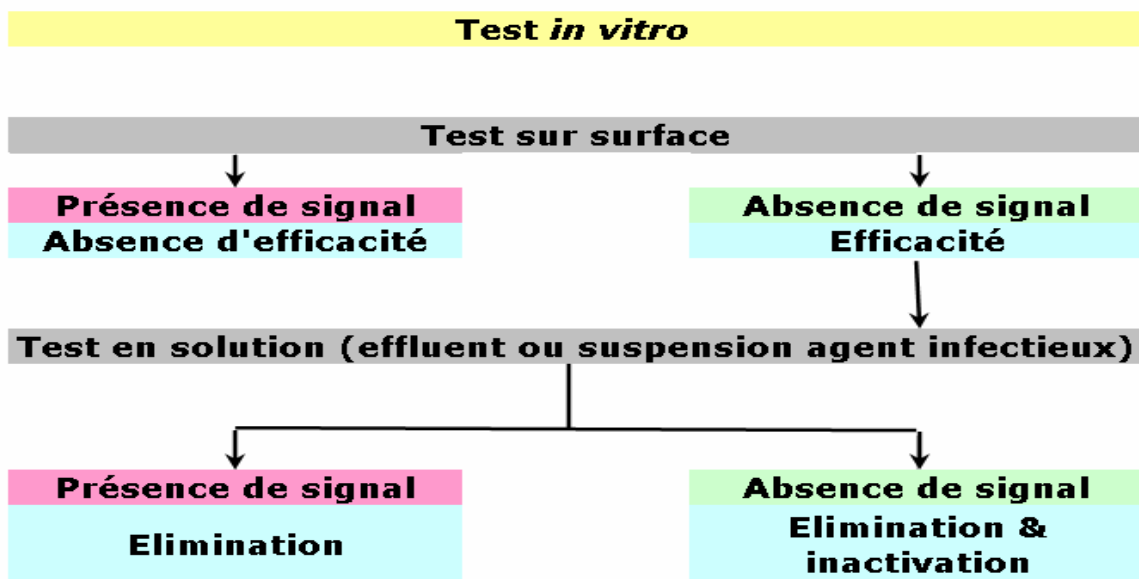 Test in vitro
Test sur surface
Présence de signal
Absence d'efficacité
Absence de signal
Efficacité
Test en solution (effluent ou suspension agent infectieux)
Présence de signal
Elimination
Absence de signal
Elimination &
inactivation